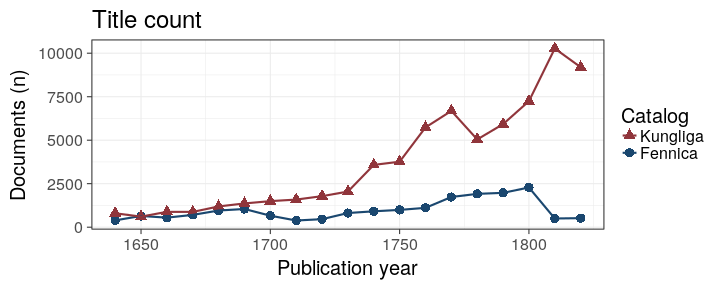 Title count
Documents (n)
10000
7500
5000
2500
0
1650 1700 1750 1800
Publication year
Catalog
Kungliga
Fennica